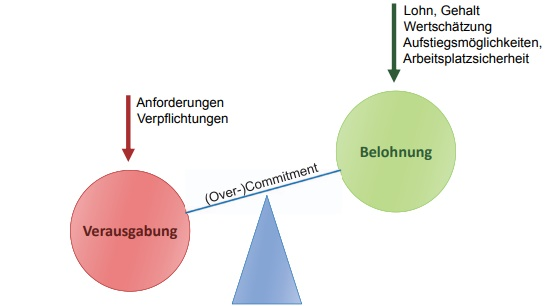 Lohn, Gehalt
Wertschätzung
Aufstiegsmöglichkeiten,
Arbeitsplatzsicherheit
Anforderungen
Verpflichtungen
Belohnung
(Over-)Commitment
Verausgabung